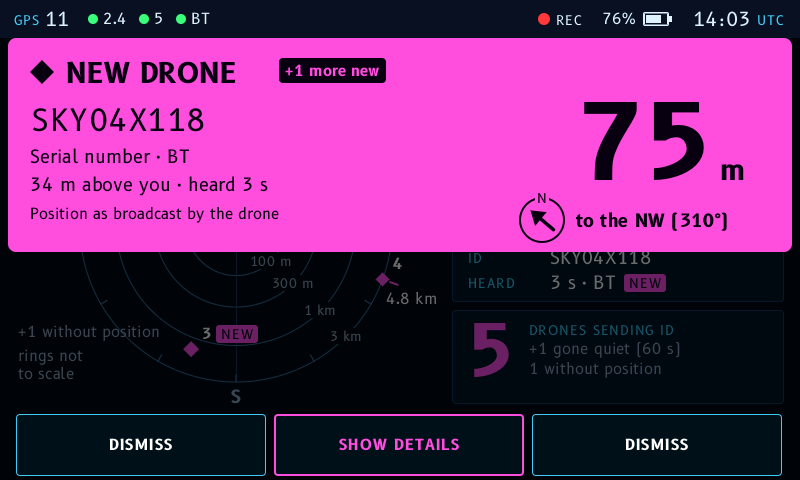 GPS 11 2.4 5 BT REC 76% 14:03 UTC
NEW DRONE +1 more new
SKY04X118
Serial number · BT
34 m above you · heard 3 s
Position as broadcast by the drone
75 m
N
to the NW (310°)
100 m
300 m
1 km
3 km
4
4.8 km
3 NEW
+1 without position
rings not
to scale
S
ID SKY04X118
HEARD 3 s · BT NEW
5
DRONES SENDING ID
+1 gone quiet (60 s)
1 without position
DISMISS SHOW DETAILS DISMISS